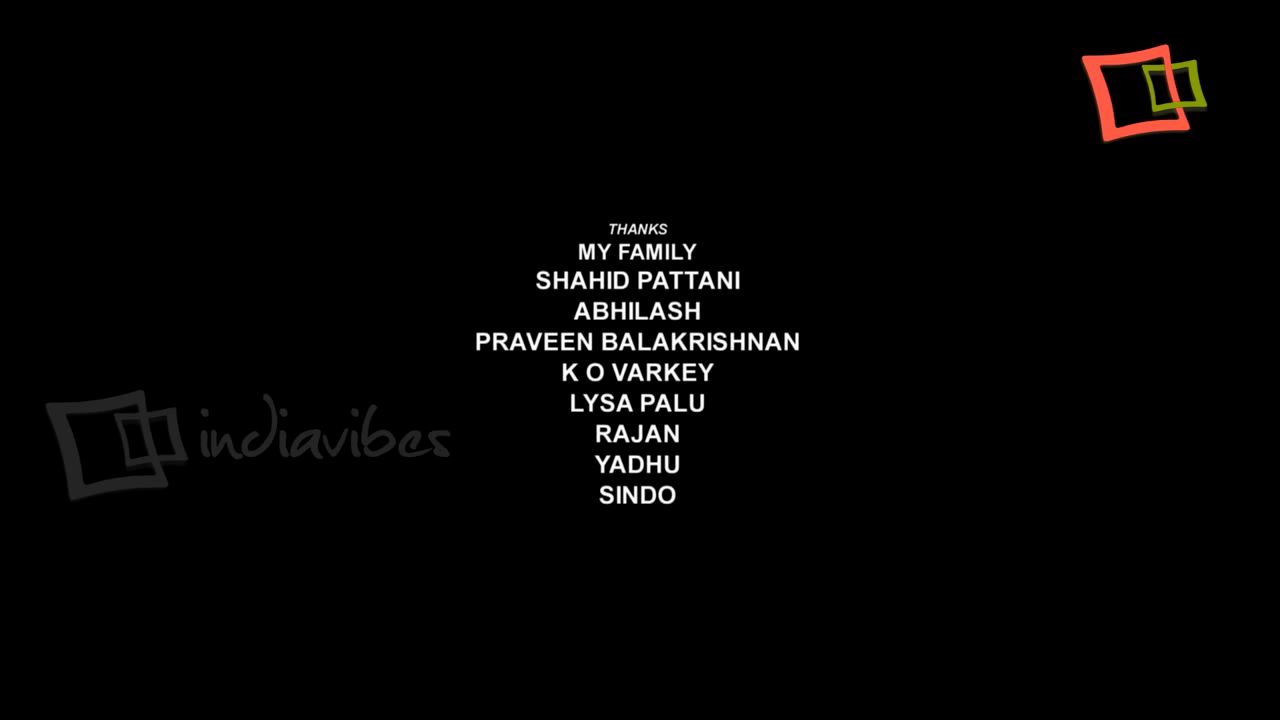 THANKS
MY FAMILY
SHAHID PATTANI
ABHILASH
PRAVEEN BALAKRISHNAN
K O VARKEY
LYSA PALU
RAJAN
YADHU
SINDO
indiavibes